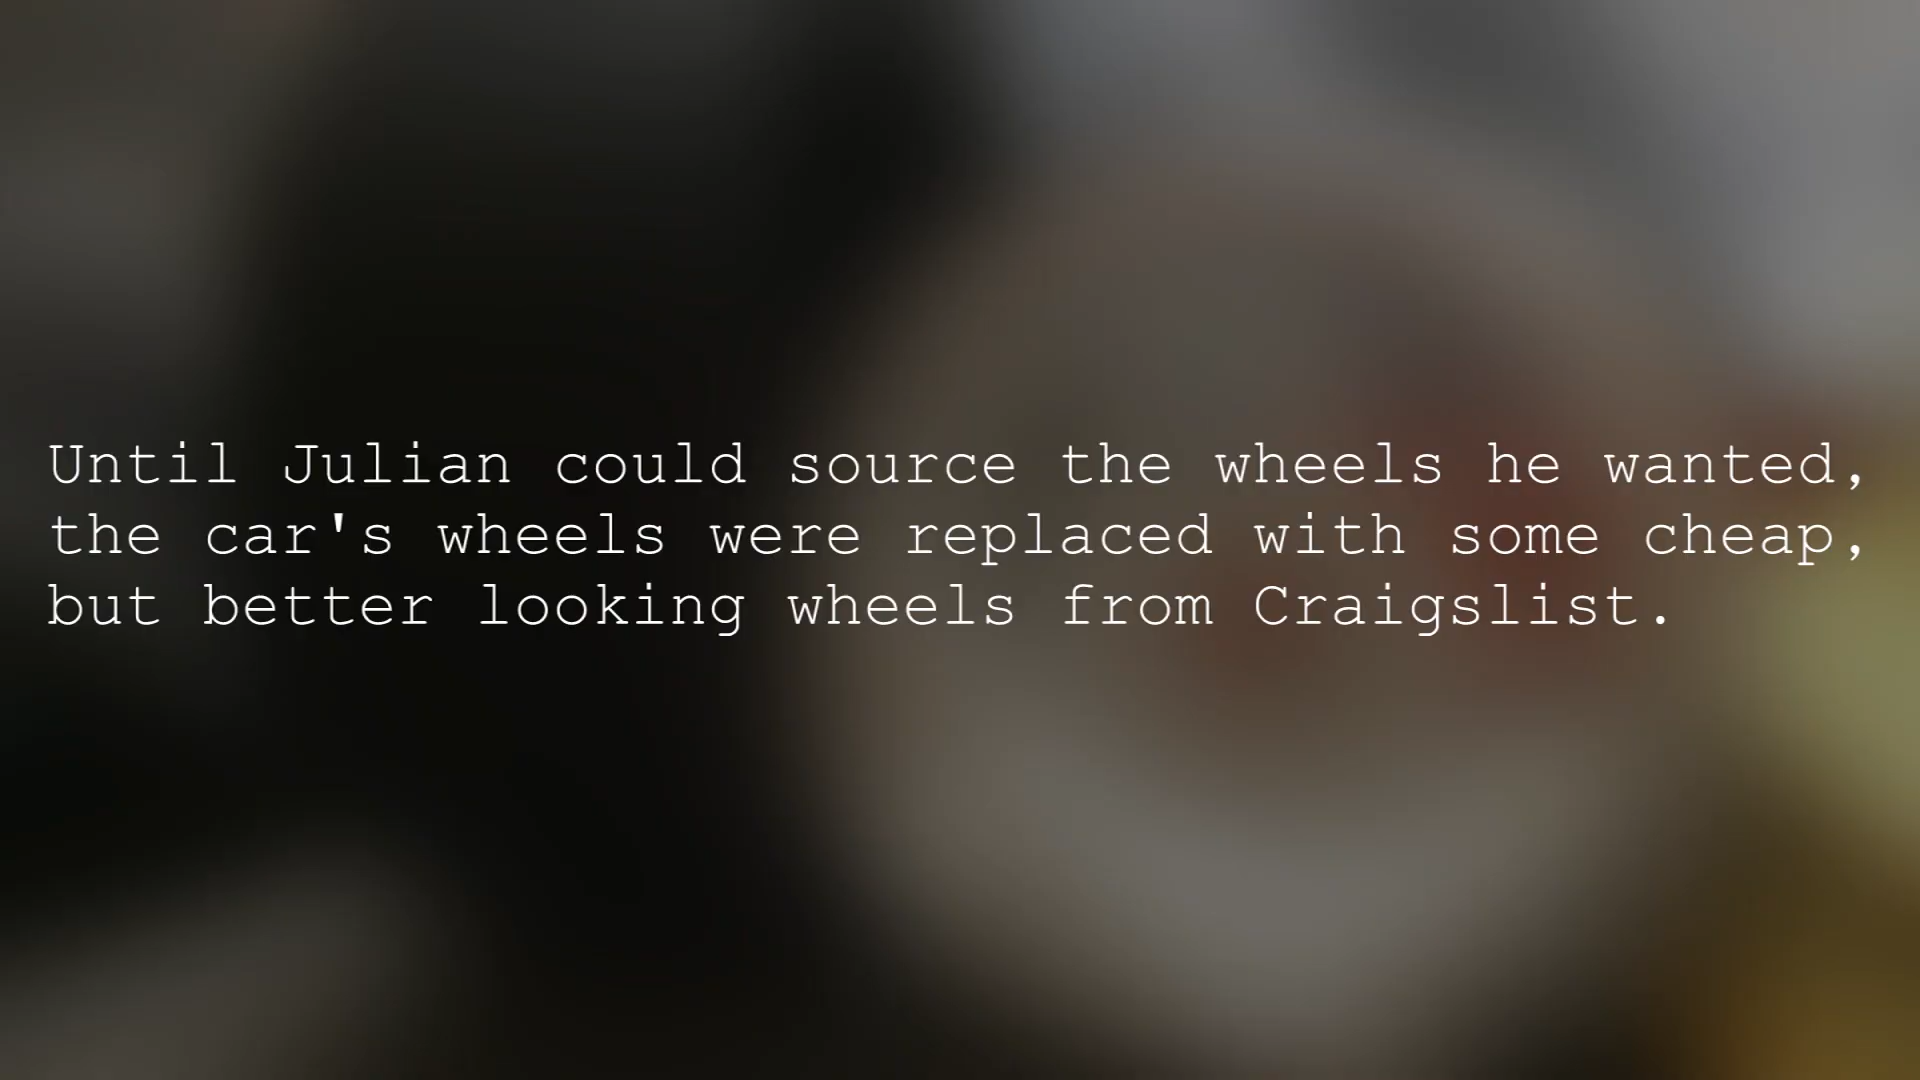 Until Julian could source the wheels he wanted,
the car's wheels were replaced with some cheap,
but better looking wheels from Craigslist.